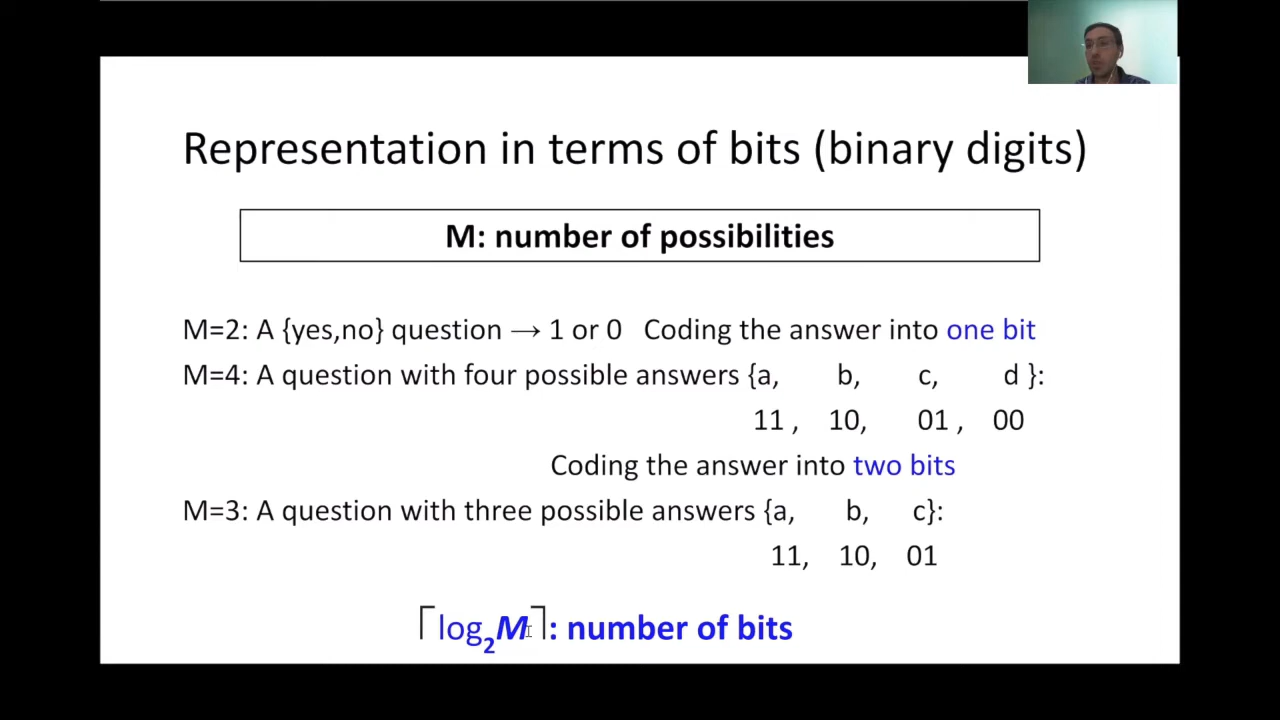 Representation in terms of bits (binary digits)
M: number of possibilities
M=2: A {yes,no} question → 1 or 0 Coding the answer into one bit
M=4: A question with four possible answers {a, b, c, d }:
11 , 10, 01 , 00
Coding the answer into two bits
M=3: A question with three possible answers {a, b, c}:
11, 10, 01
⌈log₂M⌉: number of bits